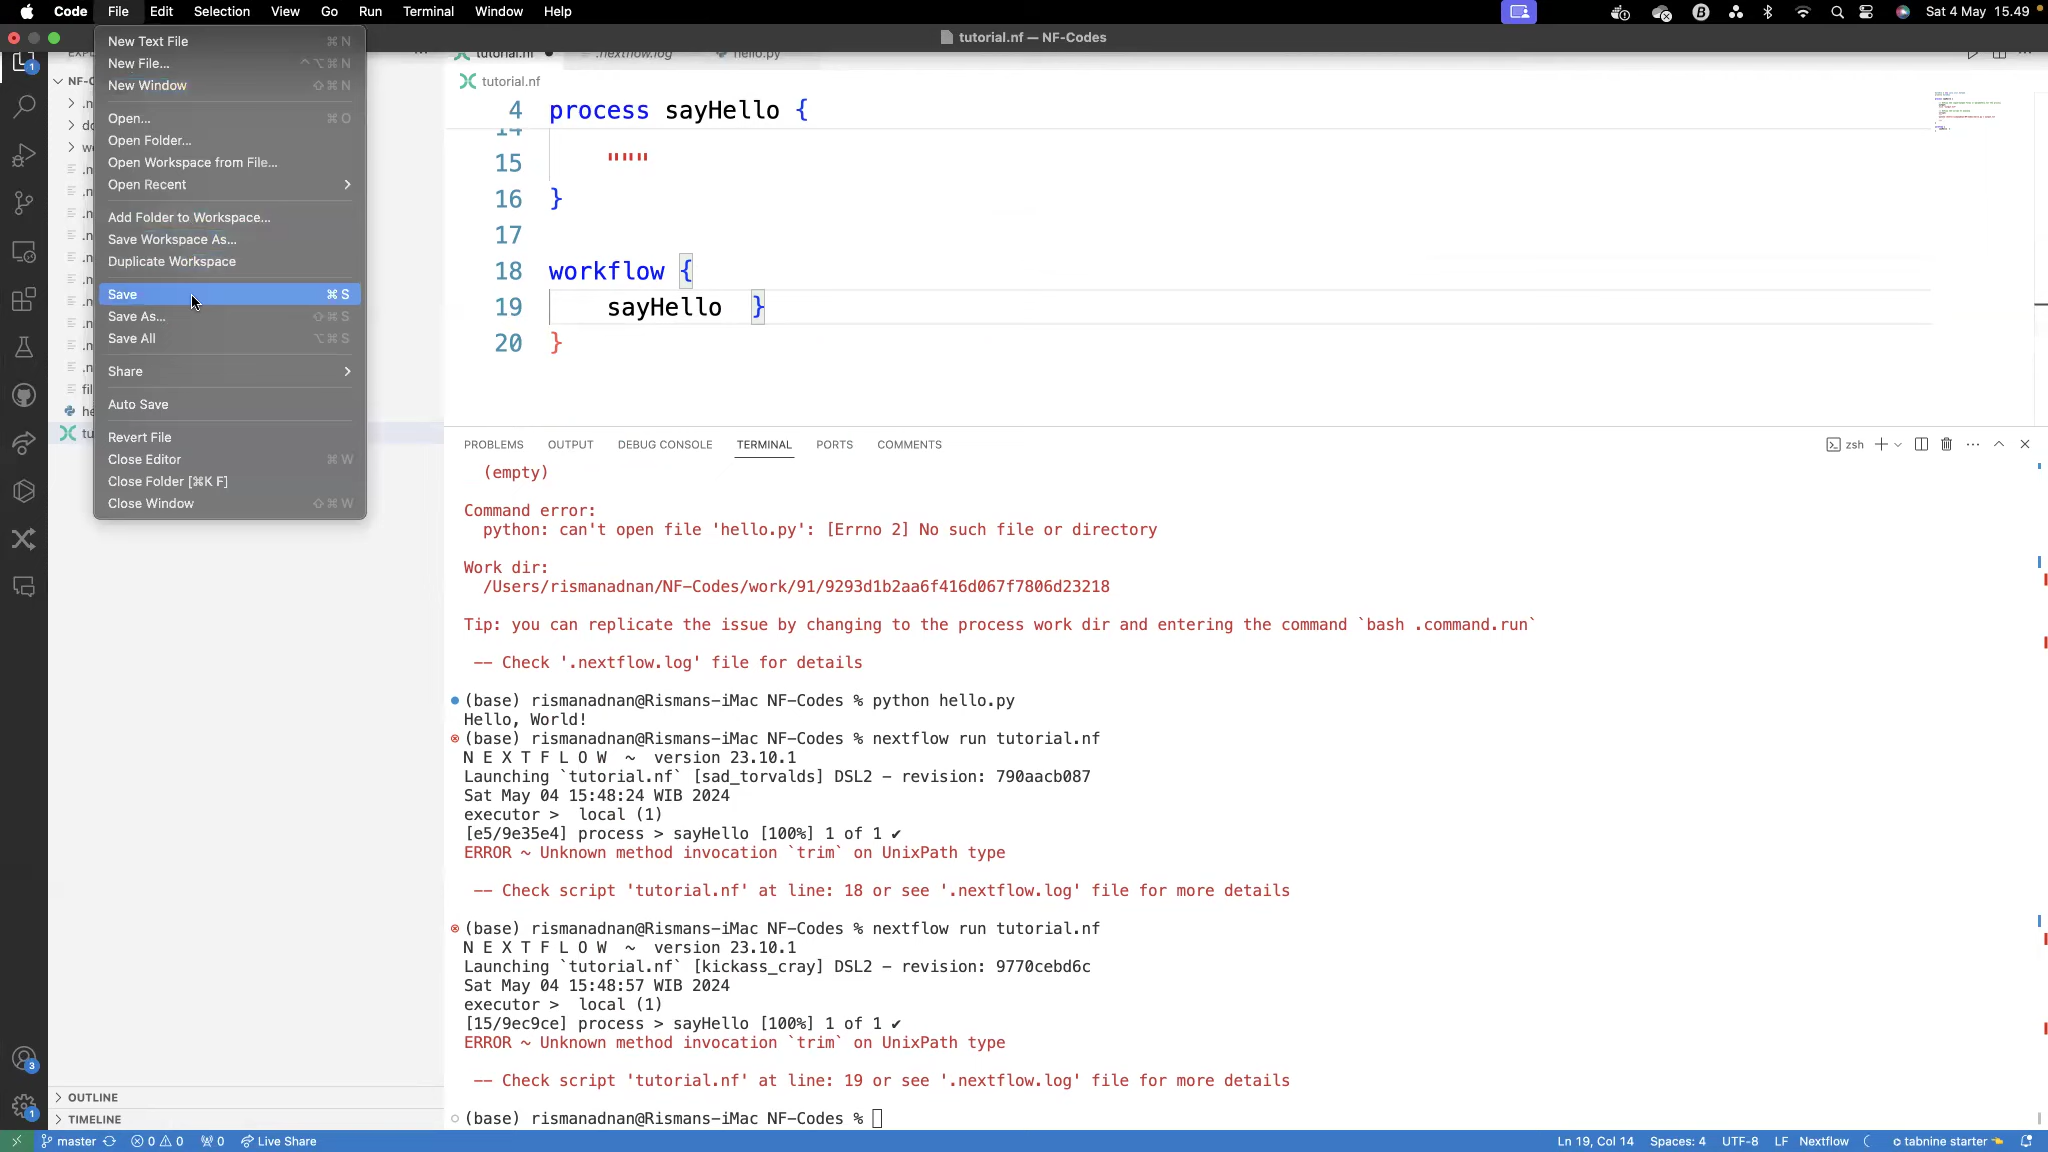 Code File Edit Selection View Go Run Terminal Window Help Sat 4 May 15.49
tutorial.nf — NF-Codes
New Text File ⌘ N
New File... ^⌥⌘ N
New Window ⇧⌘ N
Open... ⌘ O
Open Folder...
Open Workspace from File...
Open Recent
Add Folder to Workspace...
Save Workspace As...
Duplicate Workspace
Save ⌘ S
Save As... ⇧⌘ S
Save All ⌥⌘ S
Share
Auto Save
Revert File
Close Editor ⌘ W
Close Folder [⌘K F]
Close Window ⇧⌘ W
OUTLINE
TIMELINE
tutorial.nf .nextflow.log hello.py
tutorial.nf
4 process sayHello {
14
15 """
16 }
17
18 workflow {
19 sayHello }
20 }
PROBLEMS OUTPUT DEBUG CONSOLE TERMINAL PORTS COMMENTS zsh
(empty)
Command error:
python: can't open file 'hello.py': [Errno 2] No such file or directory
Work dir:
/Users/rismanadnan/NF-Codes/work/91/9293d1b2aa6f416d067f7806d23218
Tip: you can replicate the issue by changing to the process work dir and entering the command `bash .command.run`
-- Check '.nextflow.log' file for details
(base) rismanadnan@Rismans-iMac NF-Codes % python hello.py
Hello, World!
(base) rismanadnan@Rismans-iMac NF-Codes % nextflow run tutorial.nf
N E X T F L O W ~ version 23.10.1
Launching `tutorial.nf` [sad_torvalds] DSL2 - revision: 790aacb087
Sat May 04 15:48:24 WIB 2024
executor > local (1)
[e5/9e35e4] process > sayHello [100%] 1 of 1 ✔
ERROR ~ Unknown method invocation `trim` on UnixPath type
-- Check script 'tutorial.nf' at line: 18 or see '.nextflow.log' file for more details
(base) rismanadnan@Rismans-iMac NF-Codes % nextflow run tutorial.nf
N E X T F L O W ~ version 23.10.1
Launching `tutorial.nf` [kickass_cray] DSL2 - revision: 9770cebd6c
Sat May 04 15:48:57 WIB 2024
executor > local (1)
[15/9ec9ce] process > sayHello [100%] 1 of 1 ✔
ERROR ~ Unknown method invocation `trim` on UnixPath type
-- Check script 'tutorial.nf' at line: 19 or see '.nextflow.log' file for more details
(base) rismanadnan@Rismans-iMac NF-Codes %
master 0 0 0 Live Share Ln 19, Col 14 Spaces: 4 UTF-8 LF Nextflow tabnine starter